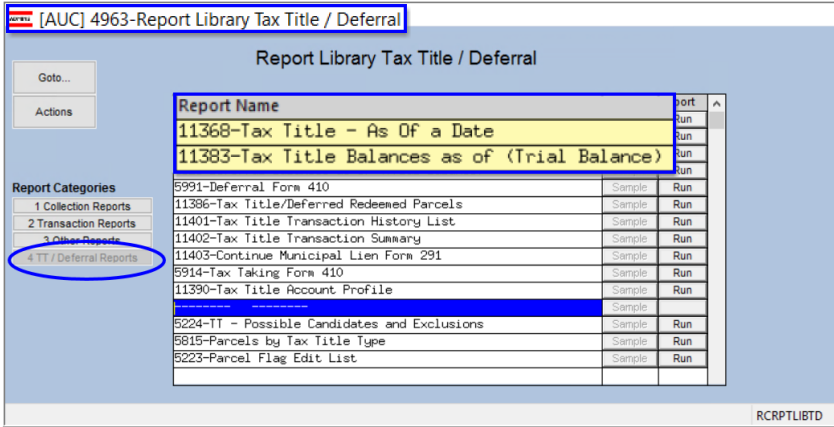 [AUC] 4963-Report Library Tax Title / Deferral
Report Library Tax Title / Deferral
Goto...
Actions
Report Name
port
11368-Tax Title - As Of a Date
Run
Run
11383-Tax Title Balances as of (Trial Balance)
Run
Run
Report Categories
5991-Deferral Form 410 Sample Run
1 Collection Reports
11386-Tax Title/Deferred Redeemed Parcels Sample Run
2 Transaction Reports
11401-Tax Title Transaction History List Sample Run
3 Other Reports
11402-Tax Title Transaction Summary Sample Run
4 TT / Deferral Reports
11403-Continue Municipal Lien Form 291 Sample Run
5914-Tax Taking Form 410 Sample Run
11390-Tax Title Account Profile Sample Run
-------- -------- Sample
5224-TT - Possible Candidates and Exclusions Sample Run
5815-Parcels by Tax Title Type Sample Run
5223-Parcel Flag Edit List Sample Run
RCRPTLIBTD